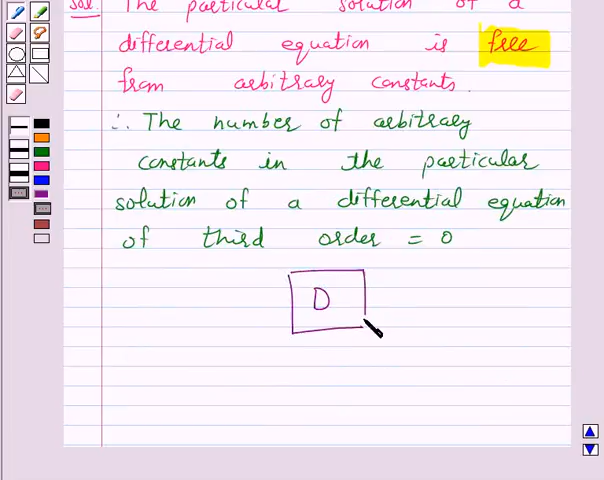 Sol. The particular solution of a
differential equation is free
from arbitrary constants.
∴ The number of arbitrary
constants in the particular
solution of a differential equation
of third order = 0
D